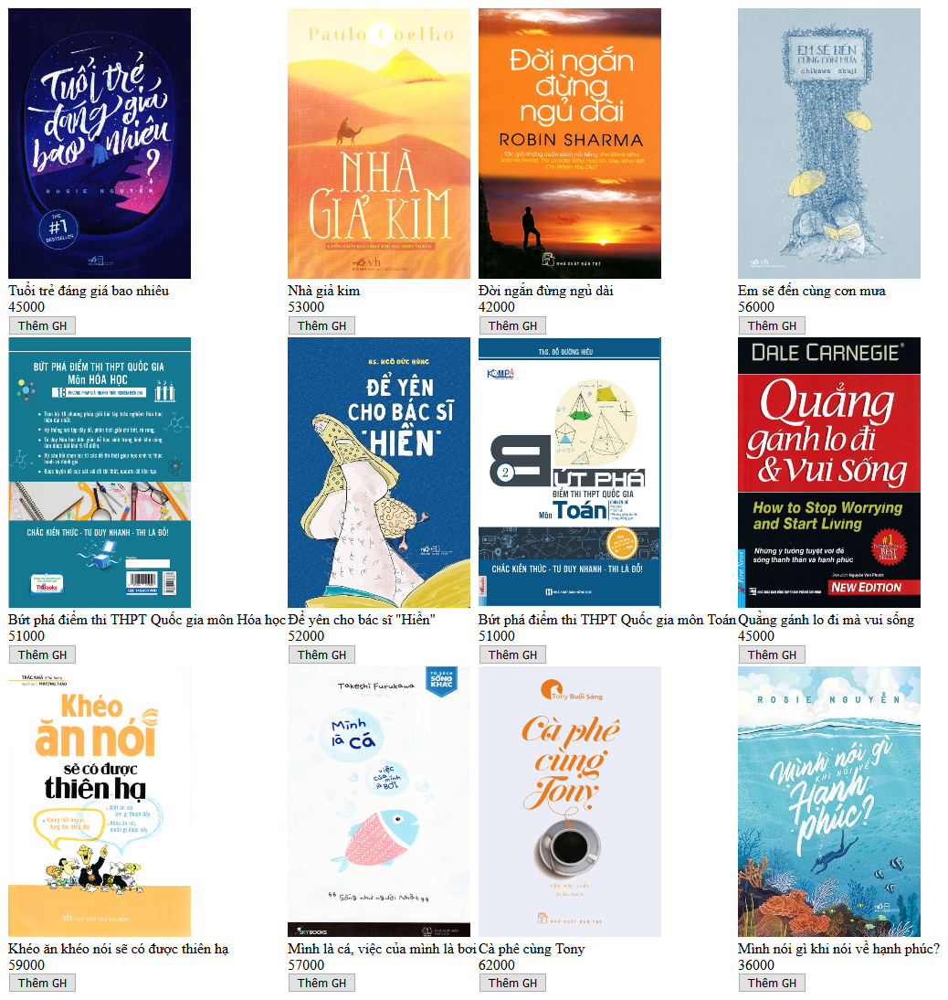 Tuổi trẻ
đáng giá
bao nhiêu
?
ROSIE NGUYỄN
THE
#1
BESTSELLER
Tuổi trẻ đáng giá bao nhiêu
45000
Thêm GH
Paulo Coelho
NHÀ
GIẢ KIM
Nhà giả kim
53000
Thêm GH
Đời ngắn
đừng
ngủ dài
ROBIN SHARMA
Tác giả những cuốn sách nổi tiếng The Monk Who
Sold His Ferrari, The Leader Who Had No Title, Who Will
Cry When You Die?
NHÀ XUẤT BẢN TRẺ
Đời ngắn đừng ngủ dài
42000
Thêm GH
EM SẼ ĐẾN
CÙNG CƠN MƯA
Em sẽ đến cùng cơn mưa
56000
Thêm GH
BỨT PHÁ ĐIỂM THI THPT QUỐC GIA
MÔN HÓA HỌC
CHẮC KIẾN THỨC - TƯ DUY NHANH - THI LÀ ĐỖ!
Bứt phá điểm thi THPT Quốc gia môn Hóa học
51000
Thêm GH
BS. NGÔ ĐỨC HÙNG
ĐỂ YÊN
CHO BÁC SĨ
"HIỀN"
Để yên cho bác sĩ "Hiền"
52000
Thêm GH
ThS. ĐỖ ĐƯỜNG HIẾU
2
BỨT PHÁ
ĐIỂM THI THPT QUỐC GIA
Môn Toán
CHẮC KIẾN THỨC - TƯ DUY NHANH - THI LÀ ĐỖ!
Bứt phá điểm thi THPT Quốc gia môn Toán
51000
Thêm GH
DALE CARNEGIE
Quẳng
gánh lo đi
& Vui sống
How to Stop Worrying
and Start Living
Những ý tưởng tuyệt vời để
sống thanh thản và hạnh phúc
#1
INTERNATIONAL
BEST
SELLER
NEW EDITION
First News
Quẳng gánh lo đi mà vui sống
45000
Thêm GH
TRÁC NHÃ
PHƯƠNG THẢO
Khéo
ăn nói
sẽ có được
thiên hạ
Khéo ăn khéo nói sẽ có được thiên hạ
59000
Thêm GH
TỦ SÁCH
SỐNG
KHÁC
Takeshi Furukawa
Mình
là cá
việc
của mình
là BƠI
Sống như người Nhật
SKYBOOKS
Mình là cá, việc của mình là bơi
57000
Thêm GH
Tony Buổi Sáng
Cà phê
cùng
Tony
NHÀ XUẤT BẢN TRẺ
Cà phê cùng Tony
62000
Thêm GH
ROSIE NGUYỄN
Mình nói gì
KHI NÓI VỀ
Hạnh
phúc?
Mình nói gì khi nói về hạnh phúc?
36000
Thêm GH